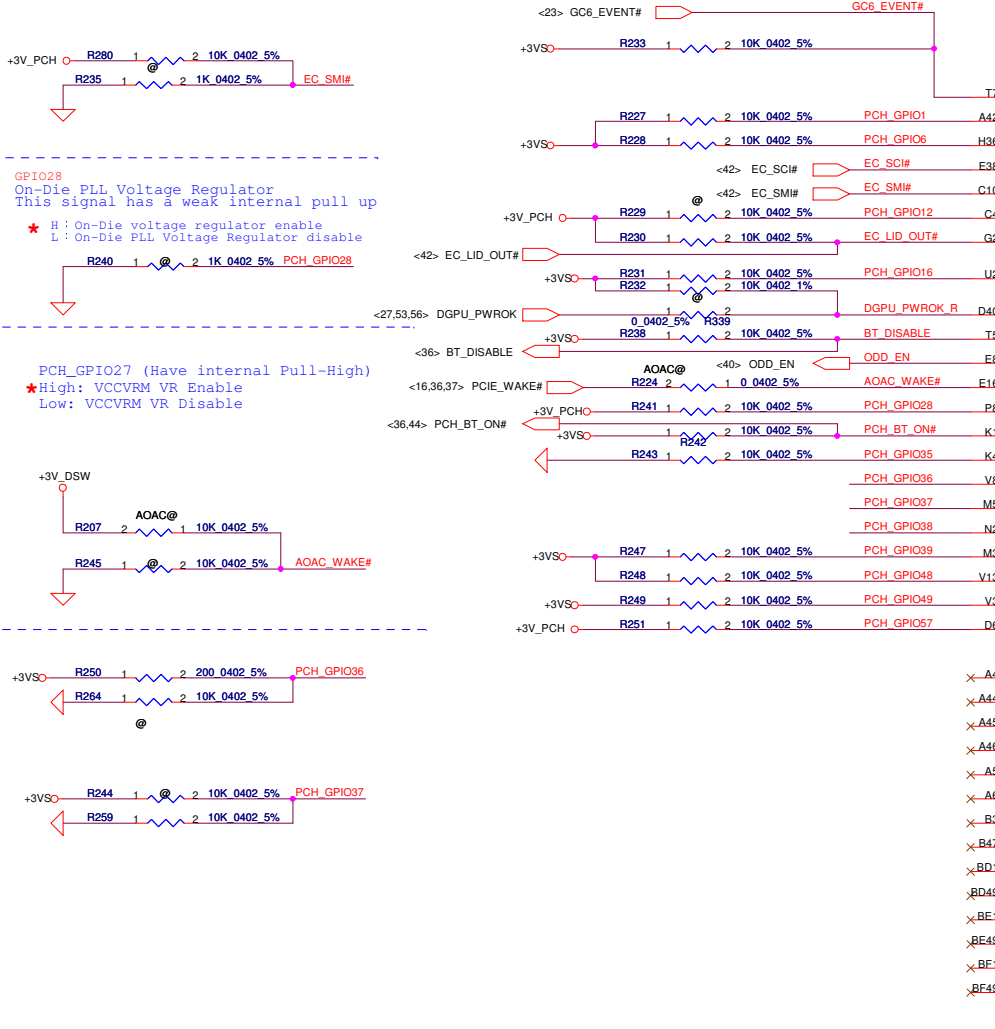 <23> GC6_EVENT# GC6_EVENT#
+3VS R233 1 2 10K_0402_5%
+3V_PCH R280 1 2 10K_0402_5%
@
R235 1 2 1K_0402_5% EC_SMI#
R227 1 2 10K_0402_5% PCH_GPIO1
+3VS R228 1 2 10K_0402_5% PCH_GPIO6
<42> EC_SCI# EC_SCI#
<42> EC_SMI# EC_SMI#
@
+3V_PCH R229 1 2 10K_0402_5% PCH_GPIO12
R230 1 2 10K_0402_5% EC_LID_OUT#
<42> EC_LID_OUT#
+3VS R231 1 2 10K_0402_5% PCH_GPIO16
R232 1 2 10K_0402_1%
@
<27,53,56> DGPU_PWROK 1 2 DGPU_PWROK_R
0_0402_5% R339
+3VS R238 1 2 10K_0402_5% BT_DISABLE
<36> BT_DISABLE
<40> ODD_EN ODD_EN
AOAC@
<16,36,37> PCIE_WAKE# R224 2 1 0_0402_5% AOAC_WAKE#
+3V_PCH R241 1 2 10K_0402_5% PCH_GPIO28
<36,44> PCH_BT_ON#
+3VS 1 2 10K_0402_5% PCH_BT_ON#
R242
R243 1 2 10K_0402_5% PCH_GPIO35
PCH_GPIO36
PCH_GPIO37
PCH_GPIO38
+3VS R247 1 2 10K_0402_5% PCH_GPIO39
R248 1 2 10K_0402_5% PCH_GPIO48
+3VS R249 1 2 10K_0402_5% PCH_GPIO49
+3V_PCH R251 1 2 10K_0402_5% PCH_GPIO57
GPIO28
On-Die PLL Voltage Regulator
This signal has a weak internal pull up
* H : On-Die voltage regulator enable
L : On-Die PLL Voltage Regulator disable
R240 1 @ 2 1K_0402_5% PCH_GPIO28
PCH_GPIO27 (Have internal Pull-High)
*High: VCCVRM VR Enable
Low: VCCVRM VR Disable
+3V_DSW
AOAC@
R207 2 1 10K_0402_5%
R245 1 @ 2 10K_0402_5% AOAC_WAKE#
+3VS R250 1 2 200_0402_5% PCH_GPIO36
R264 1 2 10K_0402_5%
@
+3VS R244 1 @ 2 10K_0402_5% PCH_GPIO37
R259 1 2 10K_0402_5%